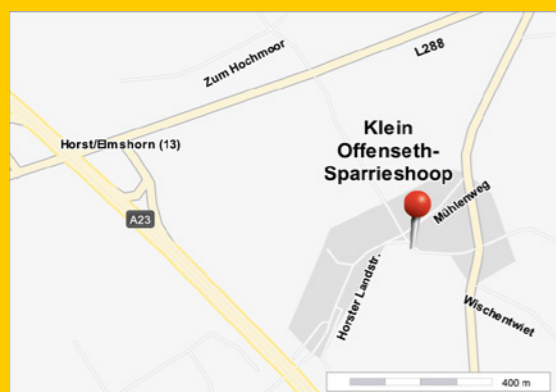 Zum Hochmoor
L288
Horst/Elmshorn (13)
Klein
Offenseth-
Sparrieshoop
Mühlenweg
A23
Horster Landstr.
Wischentwiet
400 m